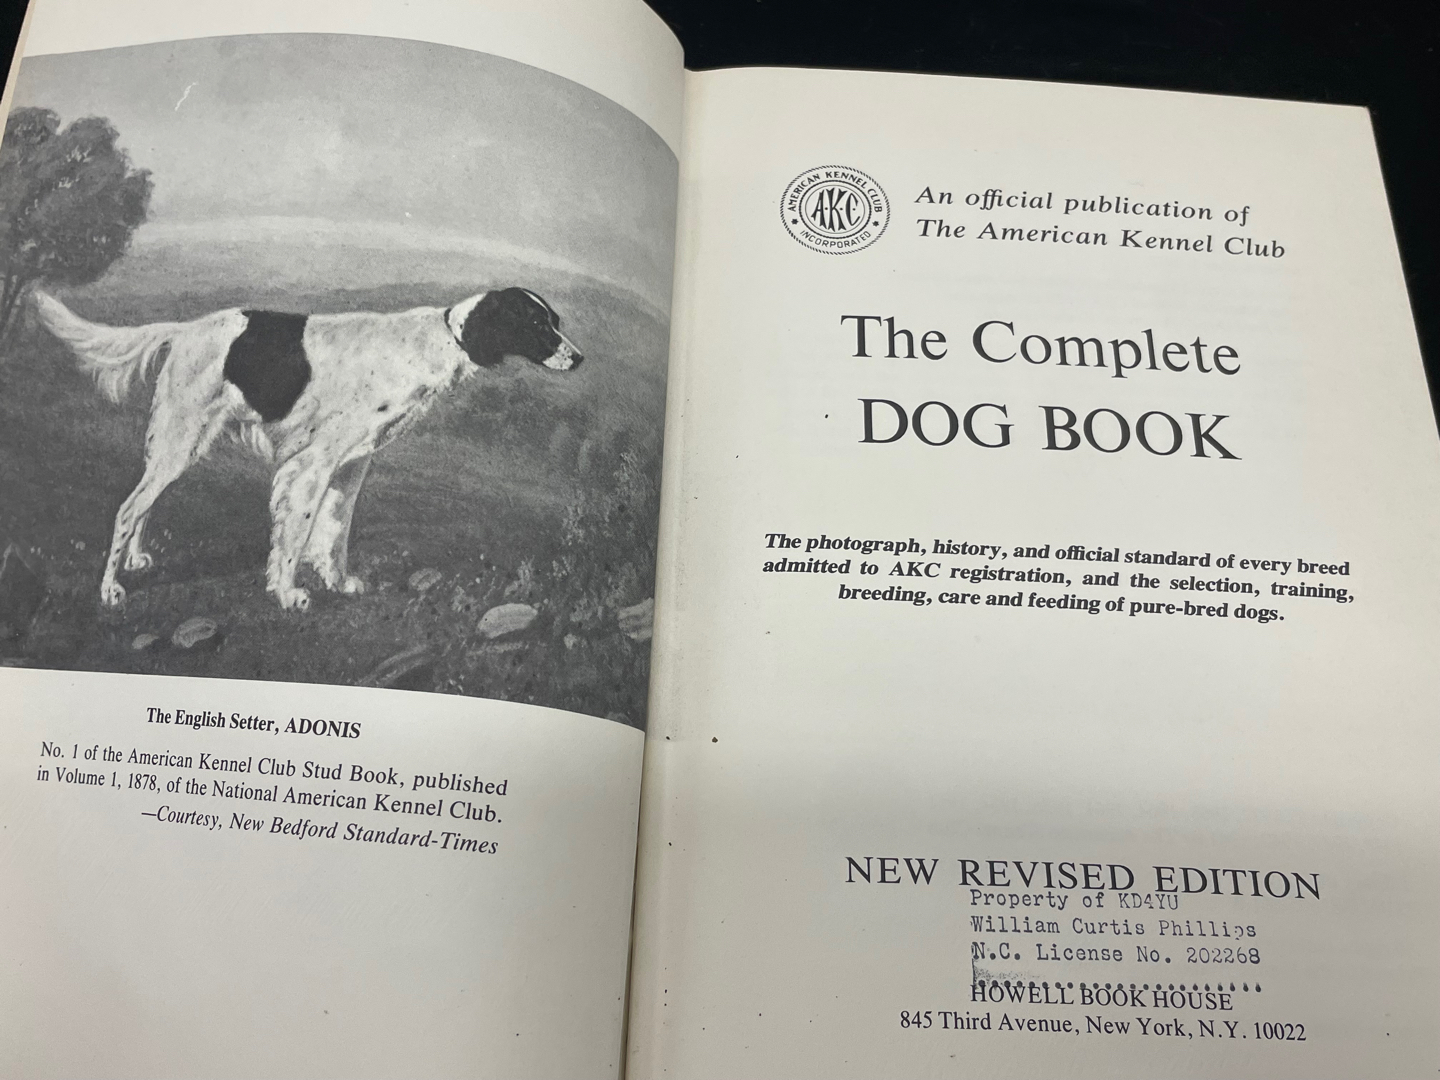 The English Setter, ADONIS
No. 1 of the American Kennel Club Stud Book, published
in Volume 1, 1878, of the National American Kennel Club.
—Courtesy, New Bedford Standard-Times
AMERICAN KENNEL CLUB
AKC
INCORPORATED
An official publication of
The American Kennel Club
The Complete
DOG BOOK
The photograph, history, and official standard of every breed
admitted to AKC registration, and the selection, training,
breeding, care and feeding of pure-bred dogs.
NEW REVISED EDITION
Property of KD4YU
William Curtis Phillips
N.C. License No. 202268
HOWELL BOOK HOUSE
845 Third Avenue, New York, N.Y. 10022